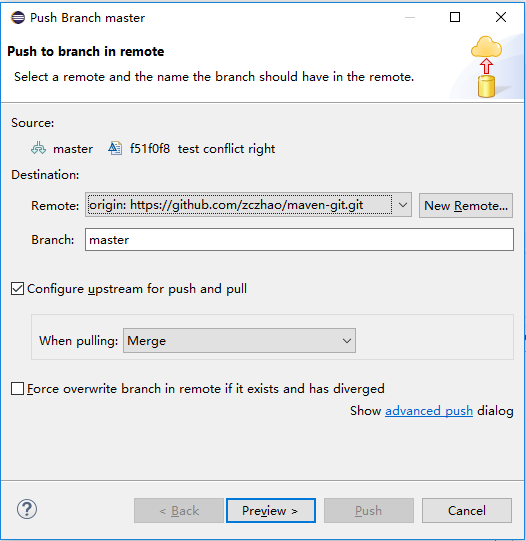 Push Branch master
Push to branch in remote
Select a remote and the name the branch should have in the remote.
Source:
master f51f0f8 test conflict right
Destination:
Remote: origin: https://github.com/zczhao/maven-git.git New Remote...
Branch: master
Configure upstream for push and pull
When pulling: Merge
Force overwrite branch in remote if it exists and has diverged
Show advanced push dialog
? < Back Preview > Push Cancel